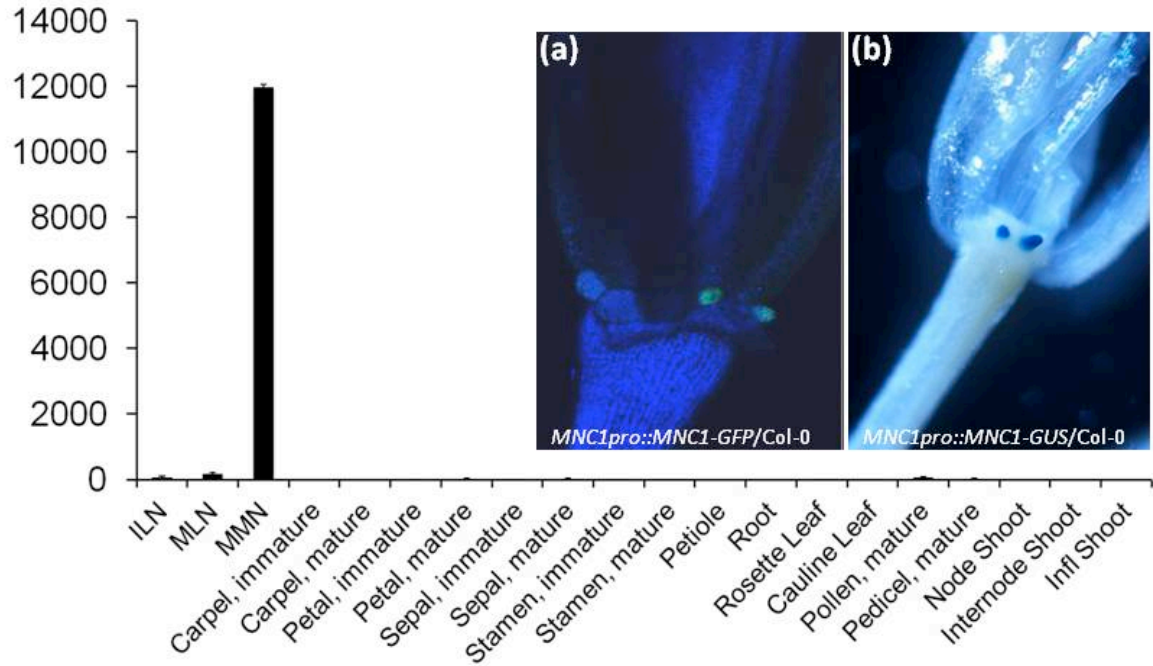 14000
12000
10000
8000
6000
4000
2000
0
(a)
(b)
MNC1pro::MNC1-GFP/Col-0
MNC1pro::MNC1-GUS/Col-0
ILN
MLN
MMN
Carpel, immature
Carpel, mature
Petal, immature
Petal, mature
Sepal, immature
Sepal, mature
Stamen, immature
Stamen, mature
Petiole
Root
Rosette Leaf
Cauline Leaf
Pollen, mature
Pedicel, mature
Node Shoot
Internode Shoot
Infl Shoot